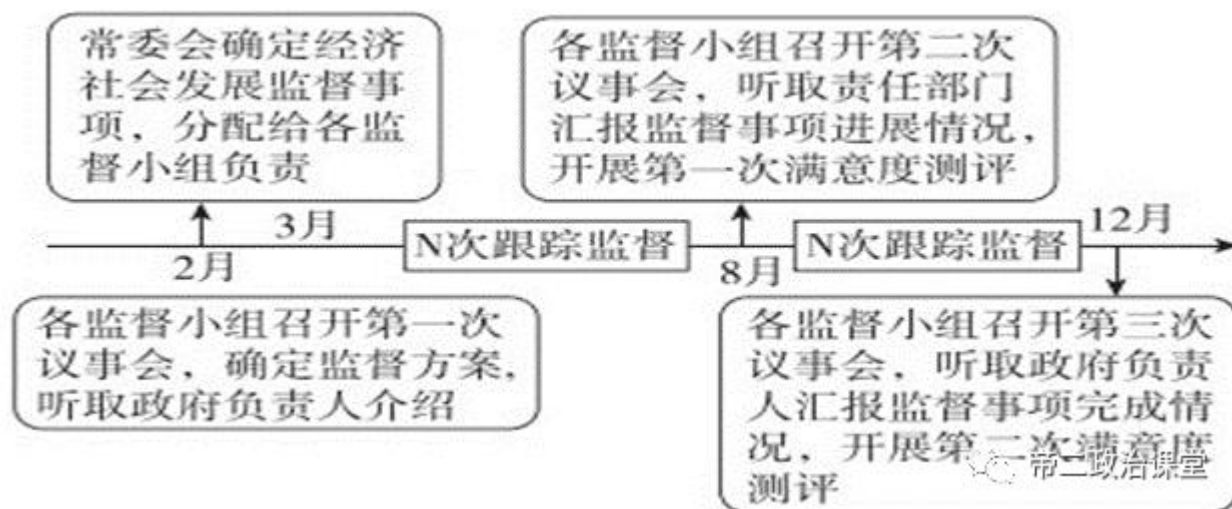 常委会确定经济
社会发展监督事
项，分配给各监
督小组负责
各监督小组召开第二次
议事会，听取责任部门
汇报监督事项进展情况，
开展第一次满意度测评
3月
N次跟踪监督
N次跟踪监督
12月
2月
8月
各监督小组召开第一次
议事会，确定监督方案，
听取政府负责人介绍
各监督小组召开第三次
议事会，听取政府负责
人汇报监督事项完成情
况，开展第二次满意度
测评
帝二政治课堂